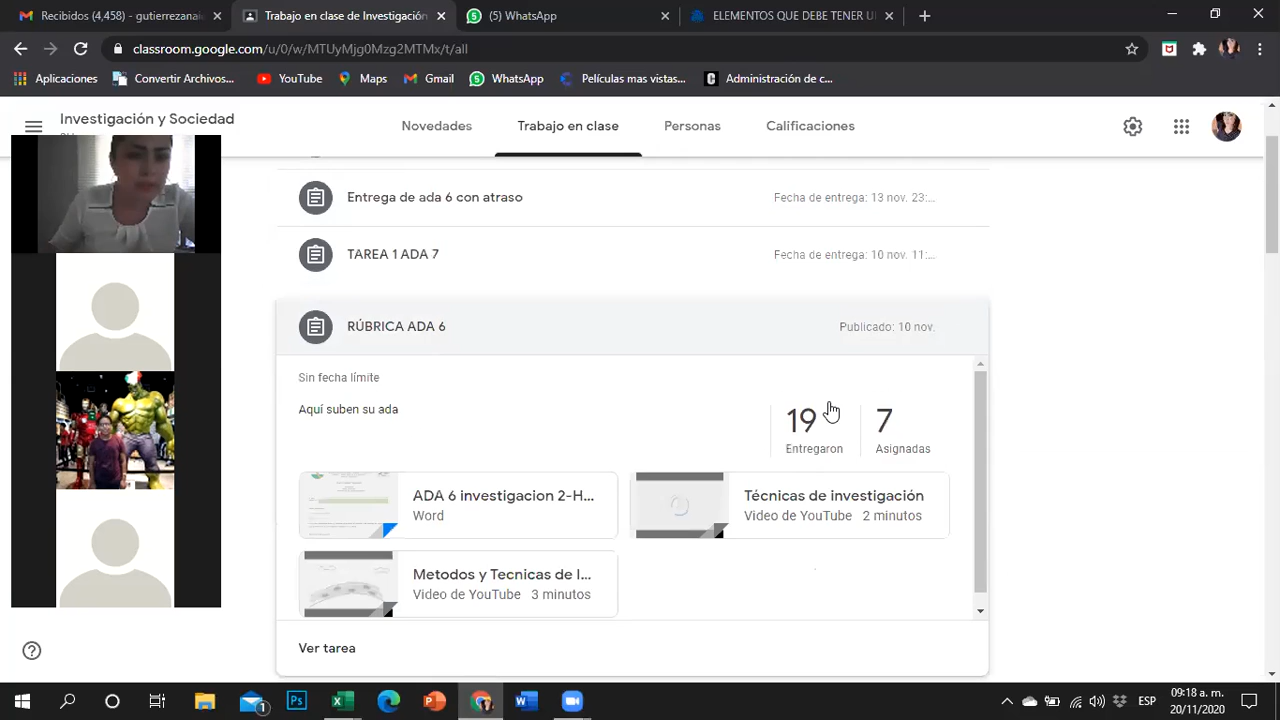 Recibidos (4,458) - gutierrezanai
Trabajo en clase de Investigación
(5) WhatsApp
ELEMENTOS QUE DEBE TENER U
classroom.google.com/u/0/w/MTUyMjg0Mzg2MTMx/t/all
Aplicaciones
Convertir Archivos...
YouTube
Maps
Gmail
WhatsApp
Películas mas vistas...
Administración de c...
Investigación y Sociedad
Novedades
Trabajo en clase
Personas
Calificaciones
Entrega de ada 6 con atraso
Fecha de entrega: 13 nov. 23:...
TAREA 1 ADA 7
Fecha de entrega: 10 nov. 11:...
RÚBRICA ADA 6
Publicado: 10 nov.
Sin fecha límite
Aquí suben su ada
19
7
Entregaron
Asignadas
ADA 6 investigacion 2-H...
Word
Técnicas de investigación
Video de YouTube 2 minutos
Metodos y Tecnicas de I...
Video de YouTube 3 minutos
Ver tarea
ESP
09:18 a. m.
20/11/2020